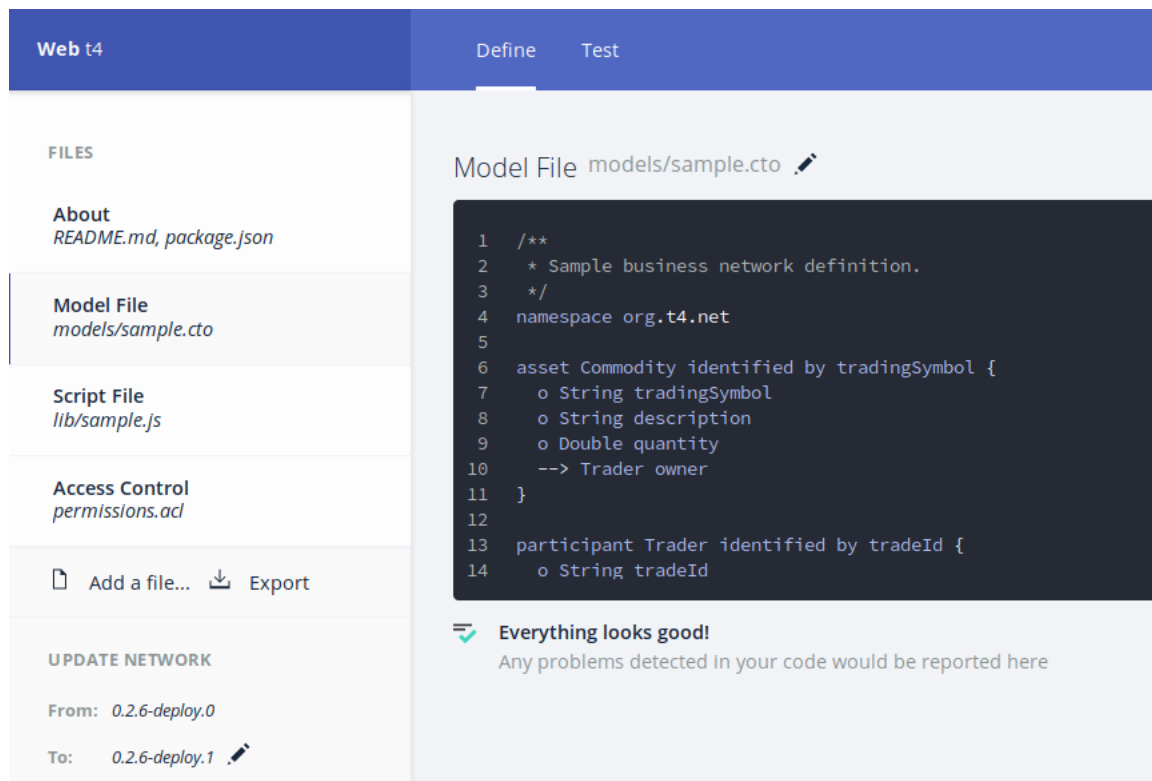 Web t4
Define Test
FILES
About
README.md, package.json
Model File
models/sample.cto
Script File
lib/sample.js
Access Control
permissions.acl
Add a file... Export
UPDATE NETWORK
From: 0.2.6-deploy.0
To: 0.2.6-deploy.1
Model File models/sample.cto
1 /**
2 * Sample business network definition.
3 */
4 namespace org.t4.net
5
6 asset Commodity identified by tradingSymbol {
7 o String tradingSymbol
8 o String description
9 o Double quantity
10 --> Trader owner
11 }
12
13 participant Trader identified by tradeId {
14 o String tradeId
Everything looks good!
Any problems detected in your code would be reported here